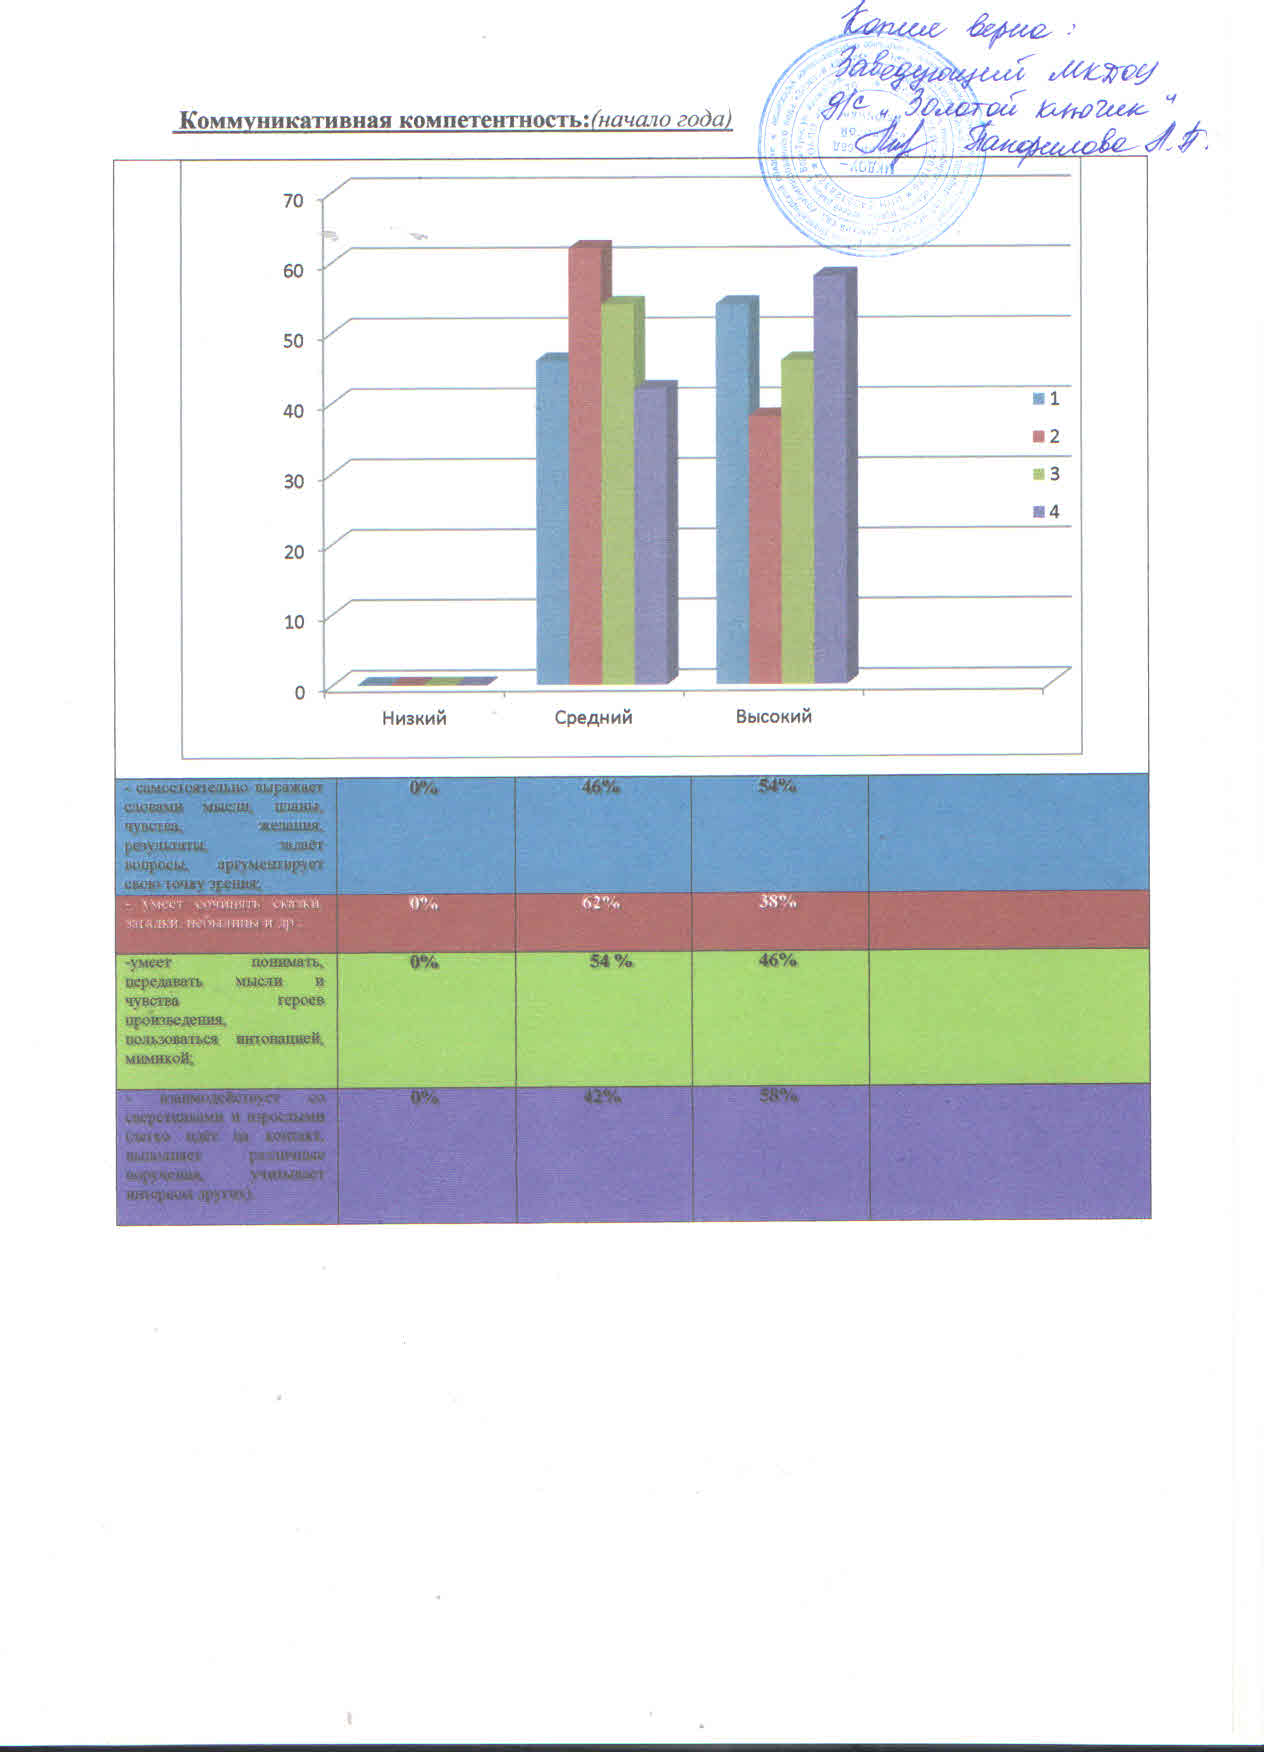 Копия верна:
Заведующий МКДОУ
д/с „Золотой ключик"
Панфилова Л.П.
Коммуникативная компетентность:(начало года)
70
60
50
40
30
20
10
0
Низкий Средний Высокий
1
2
3
4
- самостоятельно выражает 0% 46% 54%
словами мысли, планы,
чувства, желания,
результаты, задаёт
вопросы, аргументирует
свою точку зрения;
- умеет сочинять сказки, 0% 62% 38%
загадки, небылицы и др.;
-умеет понимать, 0% 54 % 46%
передавать мысли и
чувства героев
произведения,
пользоваться интонацией,
мимикой;
- взаимодействует со 0% 42% 58%
сверстниками и взрослыми
(легко идёт на контакт,
выполняет различные
поручения, учитывает
интересы других).